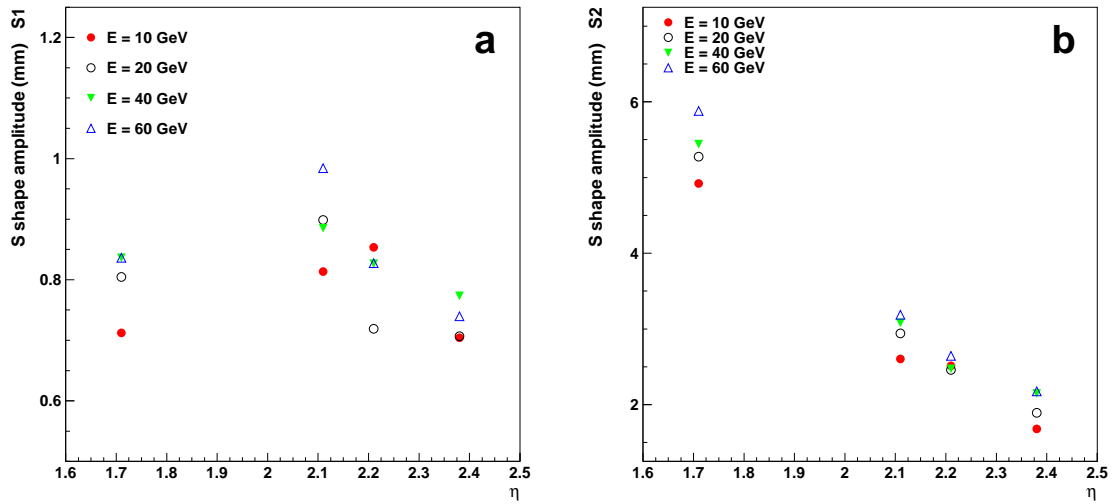 S shape amplitude (mm) S1
a
E = 10 GeV
E = 20 GeV
E = 40 GeV
E = 60 GeV
1.2
1
0.8
0.6
1.6 1.7 1.8 1.9 2 2.1 2.2 2.3 2.4 2.5
η
S shape amplitude (mm) S2
b
E = 10 GeV
E = 20 GeV
E = 40 GeV
E = 60 GeV
6
4
2
1.6 1.7 1.8 1.9 2 2.1 2.2 2.3 2.4 2.5
η